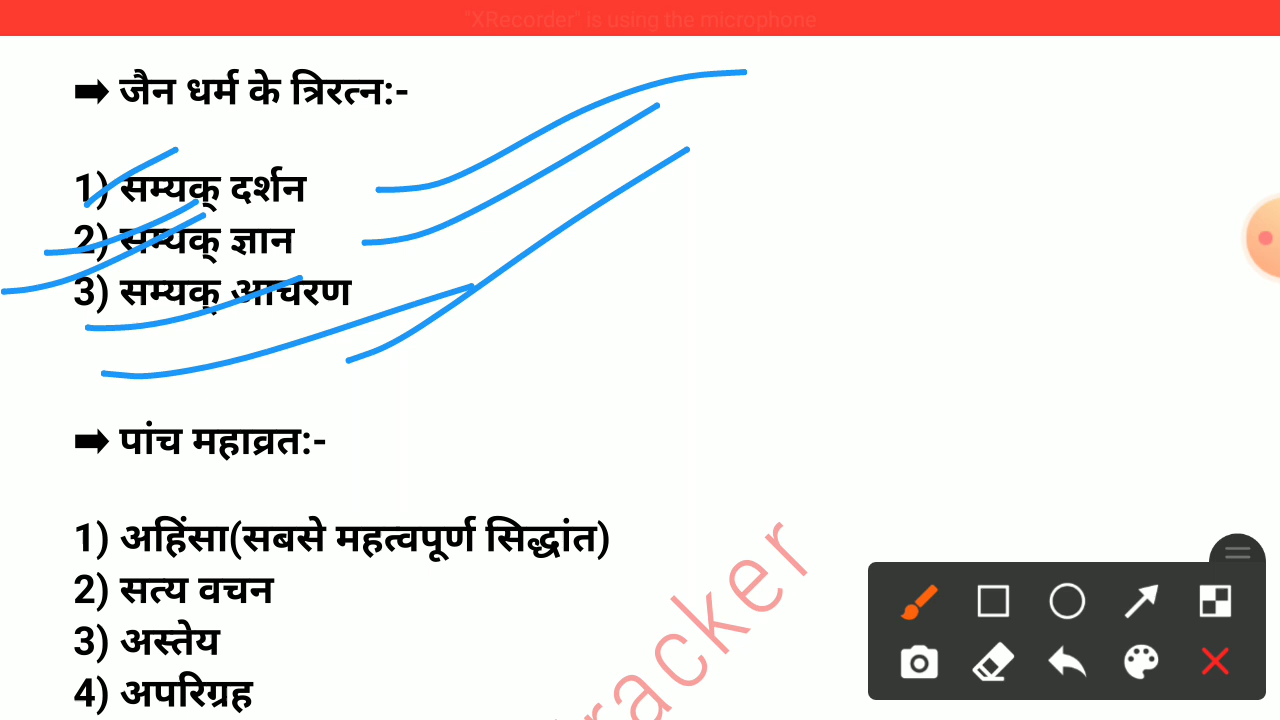 "XRecorder" is using the microphone
➡ जैन धर्म के त्रिरत्न:-
1) सम्यक् दर्शन
2) सम्यक् ज्ञान
3) सम्यक् आचरण
➡ पांच महाव्रत:-
1) अहिंसा(सबसे महत्वपूर्ण सिद्धांत)
2) सत्य वचन
3) अस्तेय
4) अपरिग्रह